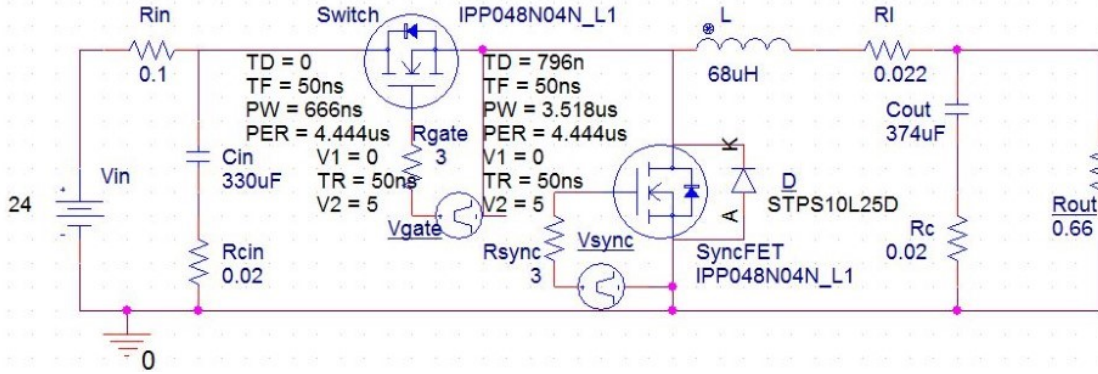 Rin
0.1
Switch
IPP048N04N_L1
L
68uH
Rl
0.022
TD = 0
TF = 50ns
PW = 666ns
PER = 4.444us
V1 = 0
TR = 50ns
V2 = 5
TD = 796n
TF = 50ns
PW = 3.518us
PER = 4.444us
V1 = 0
TR = 50ns
V2 = 5
Rgate
3
Cout
374uF
Cin
330uF
Vin
24
+
-
Vgate
K
A
D
STPS10L25D
Rsync
3
Vsync
SyncFET
IPP048N04N_L1
Rcin
0.02
Rc
0.02
Rout
0.66
0